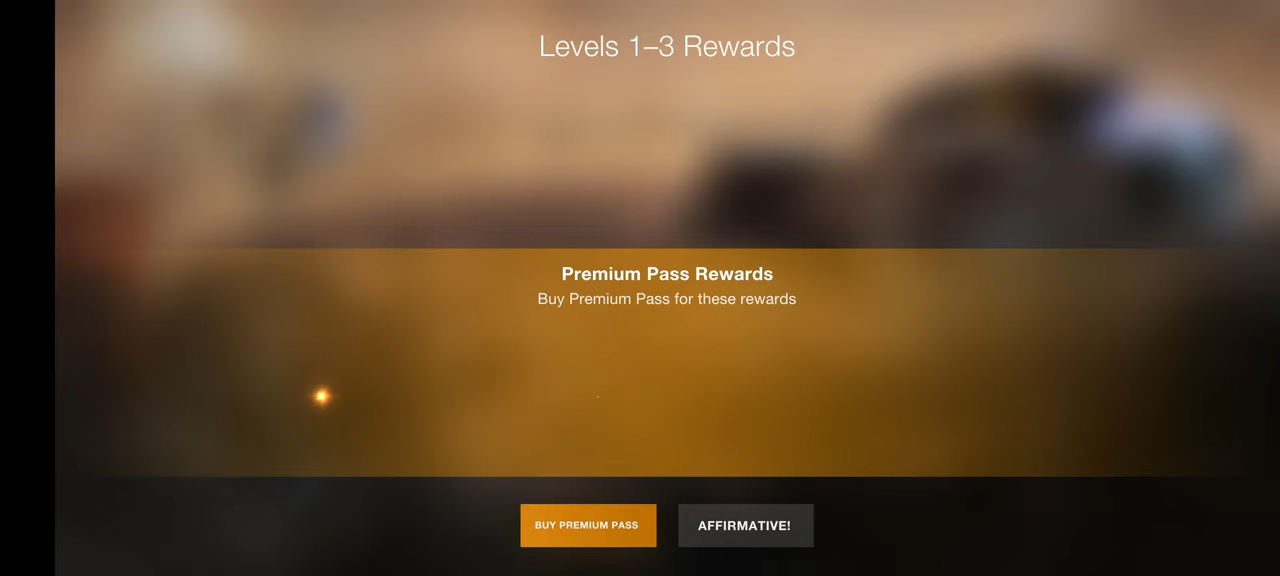 Levels 1–3 Rewards
Premium Pass Rewards
Buy Premium Pass for these rewards
BUY PREMIUM PASS
AFFIRMATIVE!